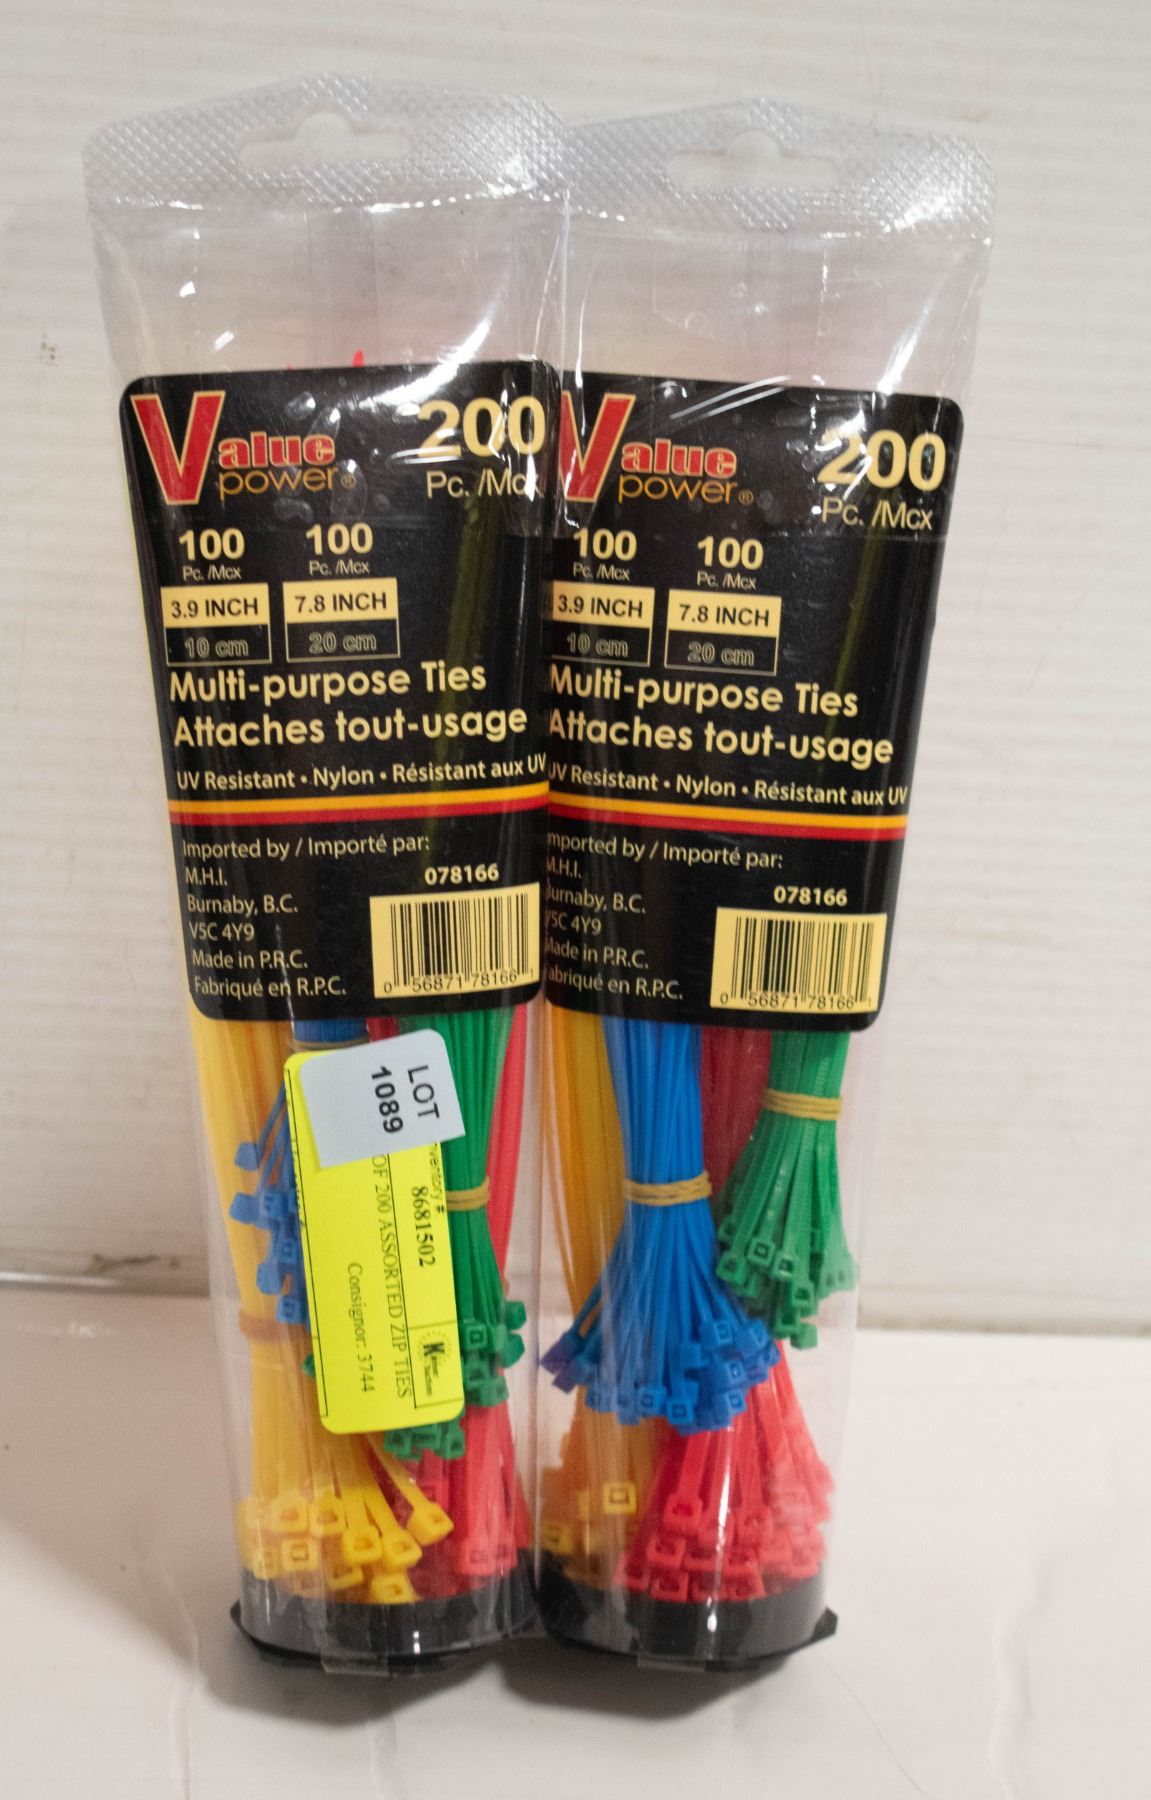 Value
power®
200
Pc. /Mcx
100
Pc. /Mcx
100
Pc. /Mcx
3.9 INCH
7.8 INCH
10 cm
20 cm
Multi-purpose Ties
Attaches tout-usage
UV Resistant • Nylon • Résistant aux UV
Imported by / Importé par:
M.H.I.
078166
Burnaby, B.C.
V5C 4Y9
Made in P.R.C.
Fabriqué en R.P.C.
0 56871 78166 1
LOT
1089
8681502
OF 200 ASSORTED ZIP TIES
Consignor: 3744
Value
power®
200
Pc. /Mcx
100
Pc. /Mcx
100
Pc. /Mcx
3.9 INCH
7.8 INCH
10 cm
20 cm
Multi-purpose Ties
Attaches tout-usage
UV Resistant • Nylon • Résistant aux UV
Imported by / Importé par:
M.H.I.
078166
Burnaby, B.C.
V5C 4Y9
Made in P.R.C.
Fabriqué en R.P.C.
0 56871 78166 1